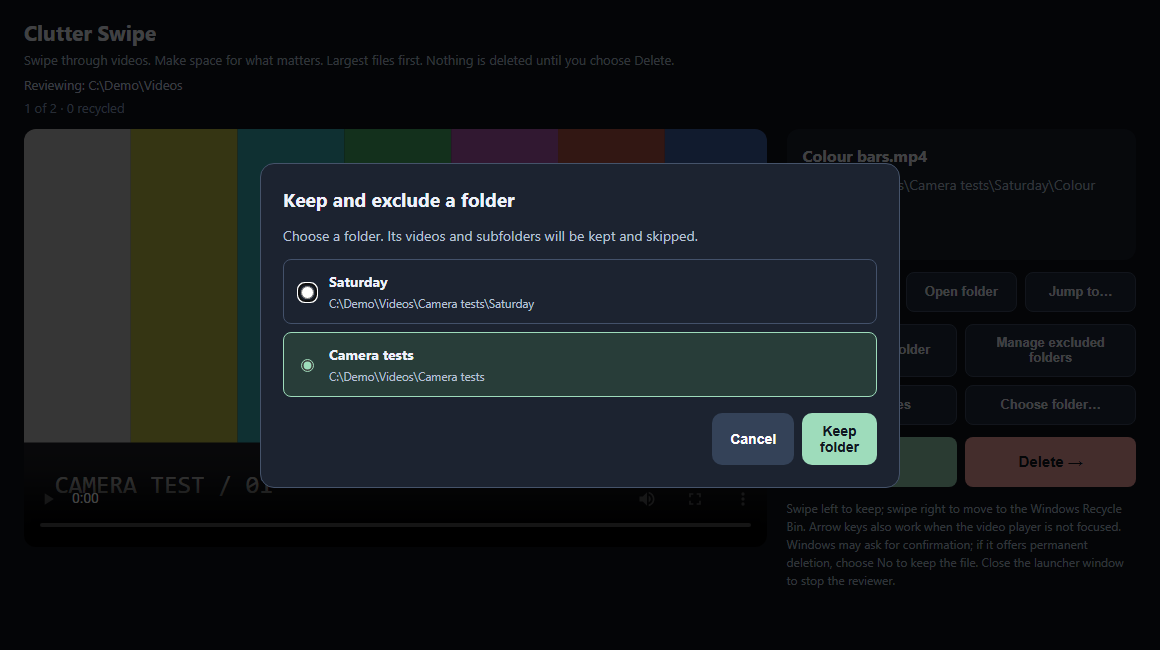 Clutter Swipe
Swipe through videos. Make space for what matters. Largest files first. Nothing is deleted until you choose Delete.
Reviewing: C:\Demo\Videos
1 of 2 · 0 recycled
Colour bars.mp4
\Camera tests\Saturday\Colour
Keep and exclude a folder
Choose a folder. Its videos and subfolders will be kept and skipped.
Saturday
C:\Demo\Videos\Camera tests\Saturday
Camera tests
C:\Demo\Videos\Camera tests
Cancel
Keep
folder
Open folder
Jump to…
older
Manage excluded
folders
es
Choose folder…
Delete →
CAMERA TEST / 01
0:00
Swipe left to keep; swipe right to move to the Windows Recycle
Bin. Arrow keys also work when the video player is not focused.
Windows may ask for confirmation; if it offers permanent
deletion, choose No to keep the file. Close the launcher window
to stop the reviewer.